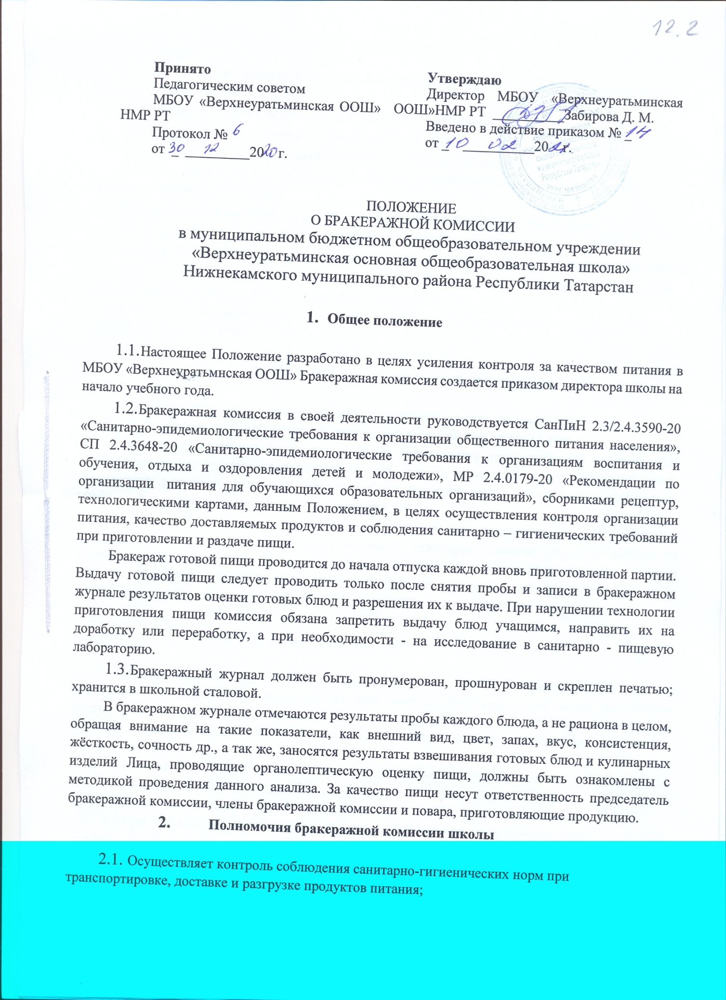 12.2
Принято
Педагогическим советом
МБОУ «Верхнеуратьминская ООШ»
НМР РТ
Протокол № 6
от 30 12 2020 г.
Утверждаю
Директор МБОУ «Верхнеуратьминская
ООШ»НМР РТ Забирова Д. М.
Введено в действие приказом № 14
от 10 02 2021 г.
муниципального района
Республики Татарстан
ИНН 1651030793
ПОЛОЖЕНИЕ
О БРАКЕРАЖНОЙ КОМИССИИ
в муниципальном бюджетном общеобразовательном учреждении
«Верхнеуратьминская основная общеобразовательная школа»
Нижнекамского муниципального района Республики Татарстан
1. Общее положение
1.1.Настоящее Положение разработано в целях усиления контроля за качеством питания в
МБОУ «Верхнеуратьмнская ООШ» Бракеражная комиссия создается приказом директора школы на
начало учебного года.
1.2.Бракеражная комиссия в своей деятельности руководствуется СанПиН 2.3/2.4.3590-20
«Санитарно-эпидемиологические требования к организации общественного питания населения»,
СП 2.4.3648-20 «Санитарно-эпидемиологические требования к организациям воспитания и
обучения, отдыха и оздоровления детей и молодежи», МР 2.4.0179-20 «Рекомендации по
организации питания для обучающихся образовательных организаций», сборниками рецептур,
технологическими картами, данным Положением, в целях осуществления контроля организации
питания, качество доставляемых продуктов и соблюдения санитарно – гигиенических требований
при приготовлении и раздаче пищи.
Бракераж готовой пищи проводится до начала отпуска каждой вновь приготовленной партии.
Выдачу готовой пищи следует проводить только после снятия пробы и записи в бракеражном
журнале результатов оценки готовых блюд и разрешения их к выдаче. При нарушении технологии
приготовления пищи комиссия обязана запретить выдачу блюд учащимся, направить их на
доработку или переработку, а при необходимости - на исследование в санитарно - пищевую
лабораторию.
1.3.Бракеражный журнал должен быть пронумерован, прошнурован и скреплен печатью;
хранится в школьной сталовой.
В бракеражном журнале отмечаются результаты пробы каждого блюда, а не рациона в целом,
обращая внимание на такие показатели, как внешний вид, цвет, запах, вкус, консистенция,
жёсткость, сочность др., а так же, заносятся результаты взвешивания готовых блюд и кулинарных
изделий Лица, проводящие органолептическую оценку пищи, должны быть ознакомлены с
методикой проведения данного анализа. За качество пищи несут ответственность председатель
бракеражной комиссии, члены бракеражной комиссии и повара, приготовляющие продукцию.
2. Полномочия бракеражной комиссии школы
2.1. Осуществляет контроль соблюдения санитарно-гигиенических норм при
транспортировке, доставке и разгрузке продуктов питания;